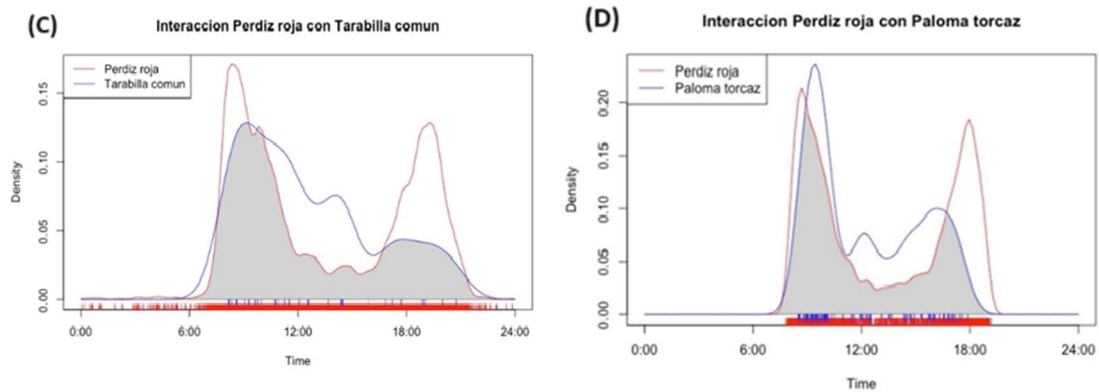 (C)
Interaccion Perdiz roja con Tarabilla comun
Perdiz roja
Tarabilla comun
Density
0.15
0.10
0.05
0.00
0:00 6:00 12:00 18:00 24:00
Time
(D)
Interaccion Perdiz roja con Paloma torcaz
Perdiz roja
Paloma torcaz
Density
0.20
0.15
0.10
0.05
0.00
0:00 6:00 12:00 18:00 24:00
Time